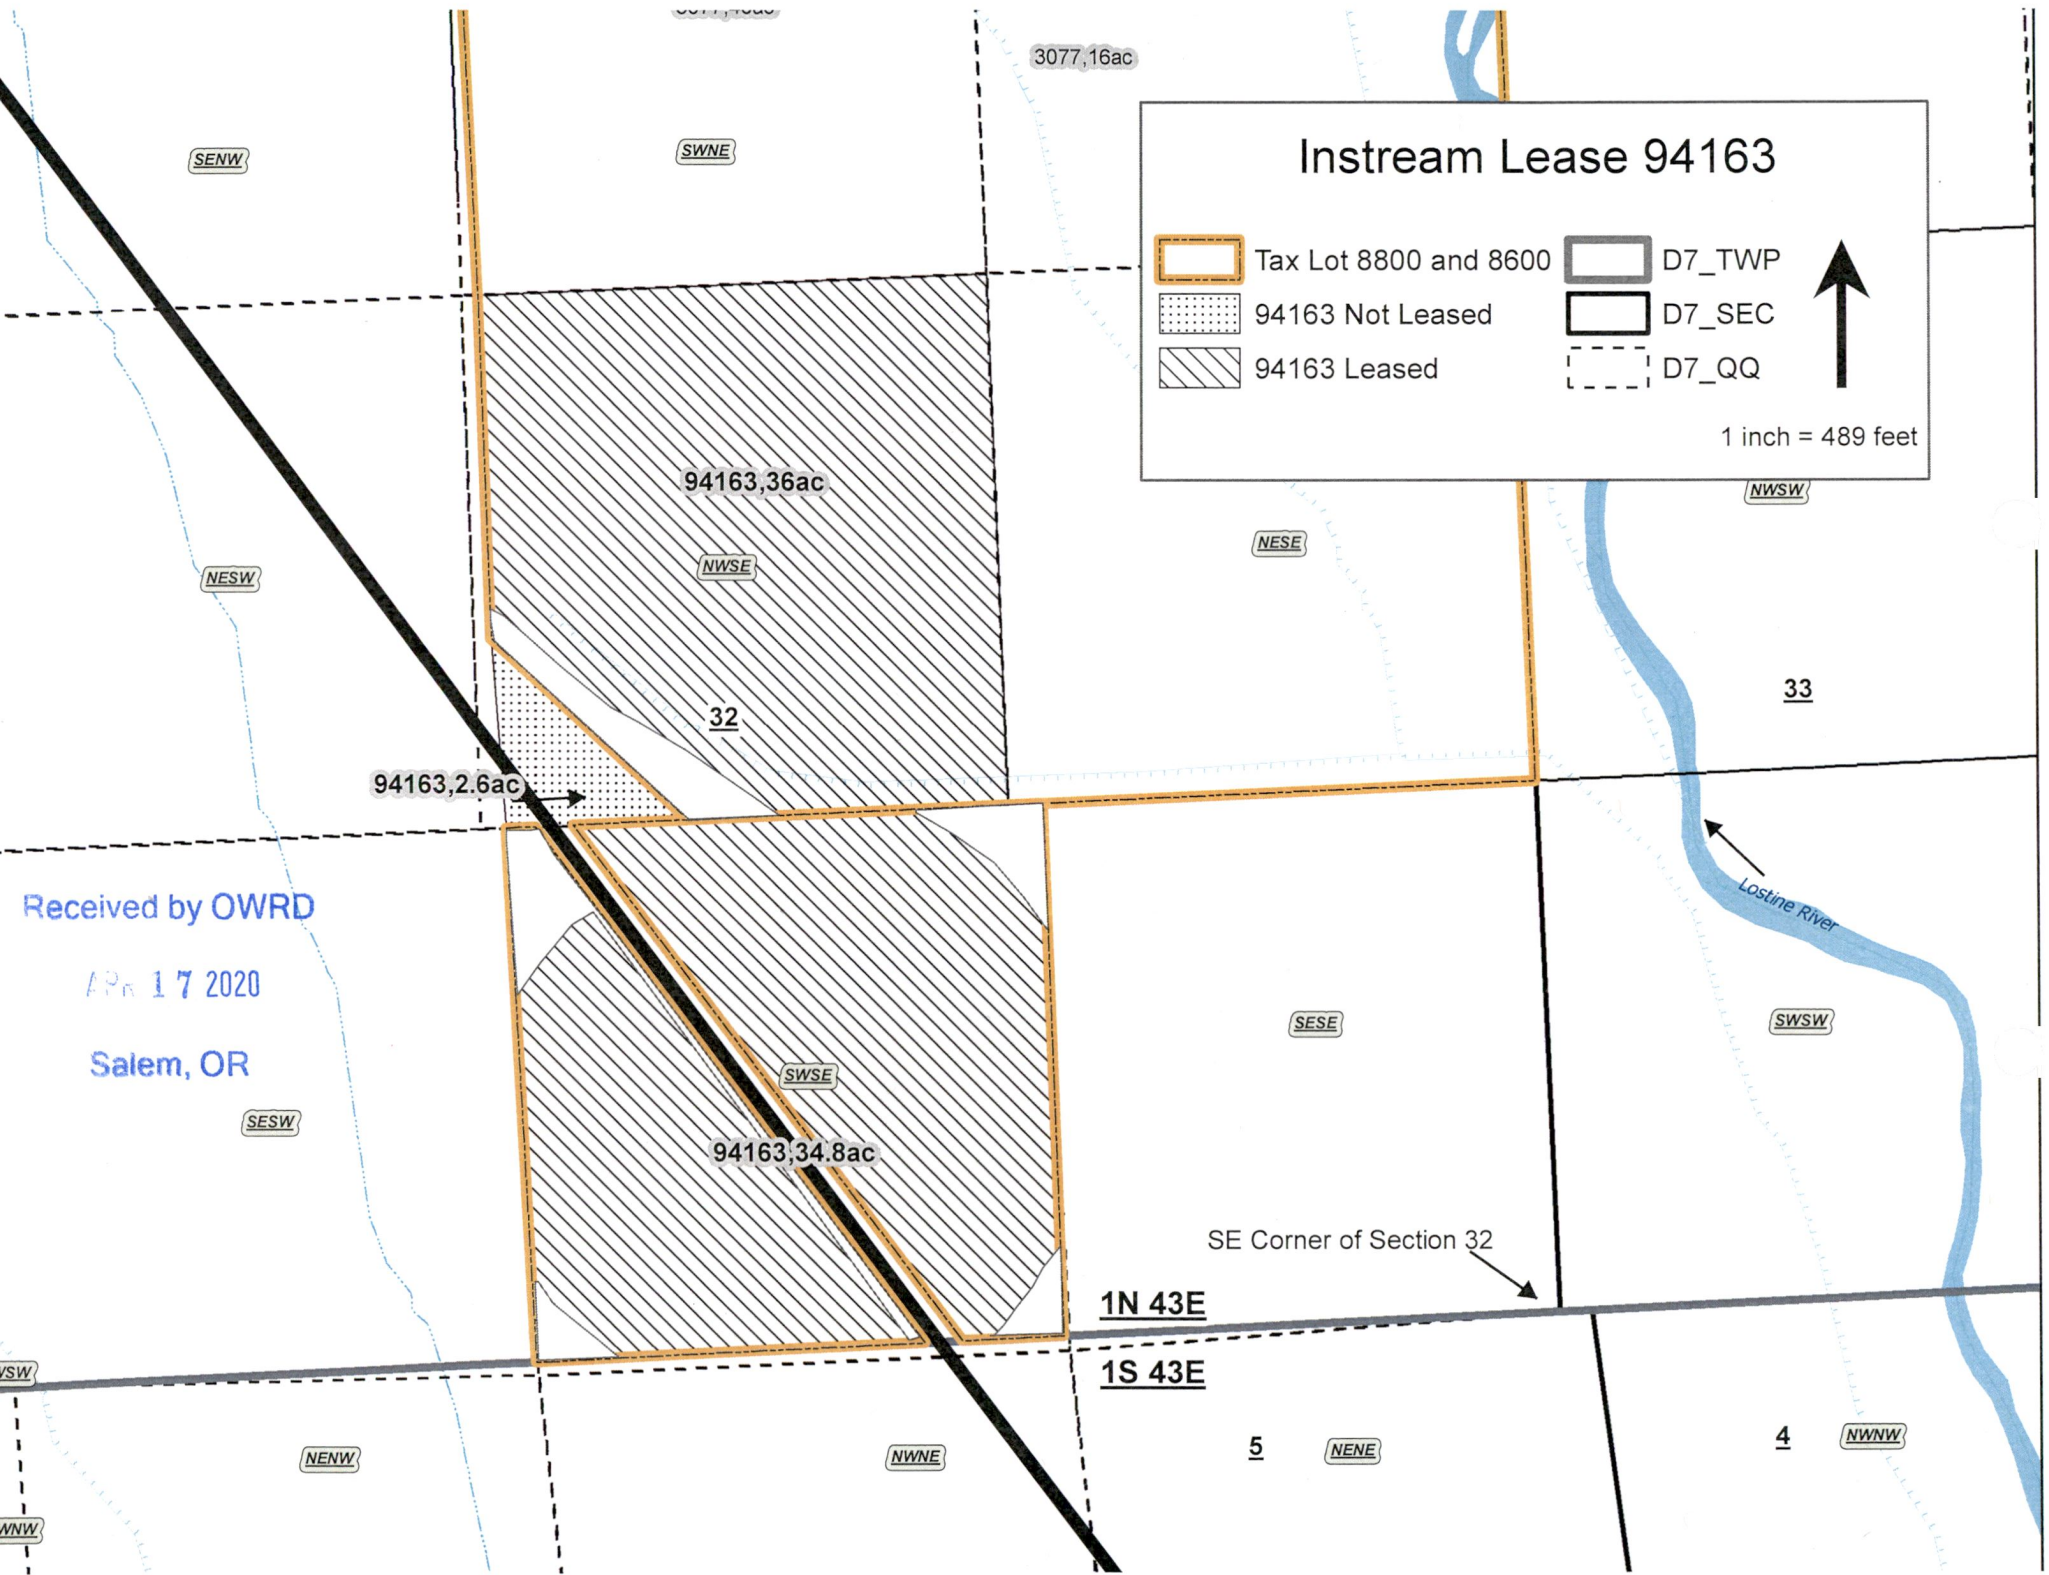 3077,16ac
SENW
SWNE
Instream Lease 94163
Tax Lot 8800 and 8600
D7_TWP
94163 Not Leased
D7_SEC
94163 Leased
D7_QQ
1 inch = 489 feet
94163,36ac
NWSW
NESE
NWSE
NESW
33
32
94163,2.6ac
Lostine River
Received by OWRD
APR 17 2020
Salem, OR
SWSW
SESE
SWSE
SESW
94163,34.8ac
SE Corner of Section 32
1N 43E
1S 43E
5
NENE
4
NWNW
NENW
NWNE